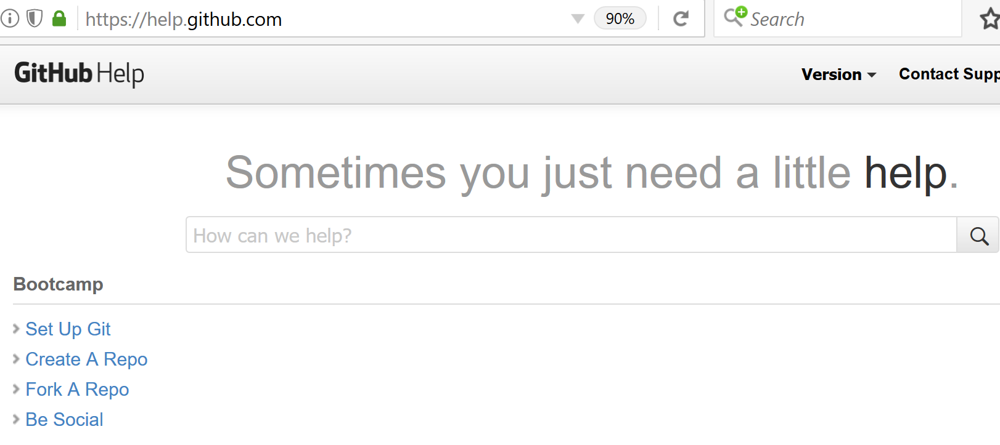 https://help.github.com 90% Search
GitHub Help Version Contact Supp
Sometimes you just need a little help.
How can we help?
Bootcamp
Set Up Git
Create A Repo
Fork A Repo
Be Social